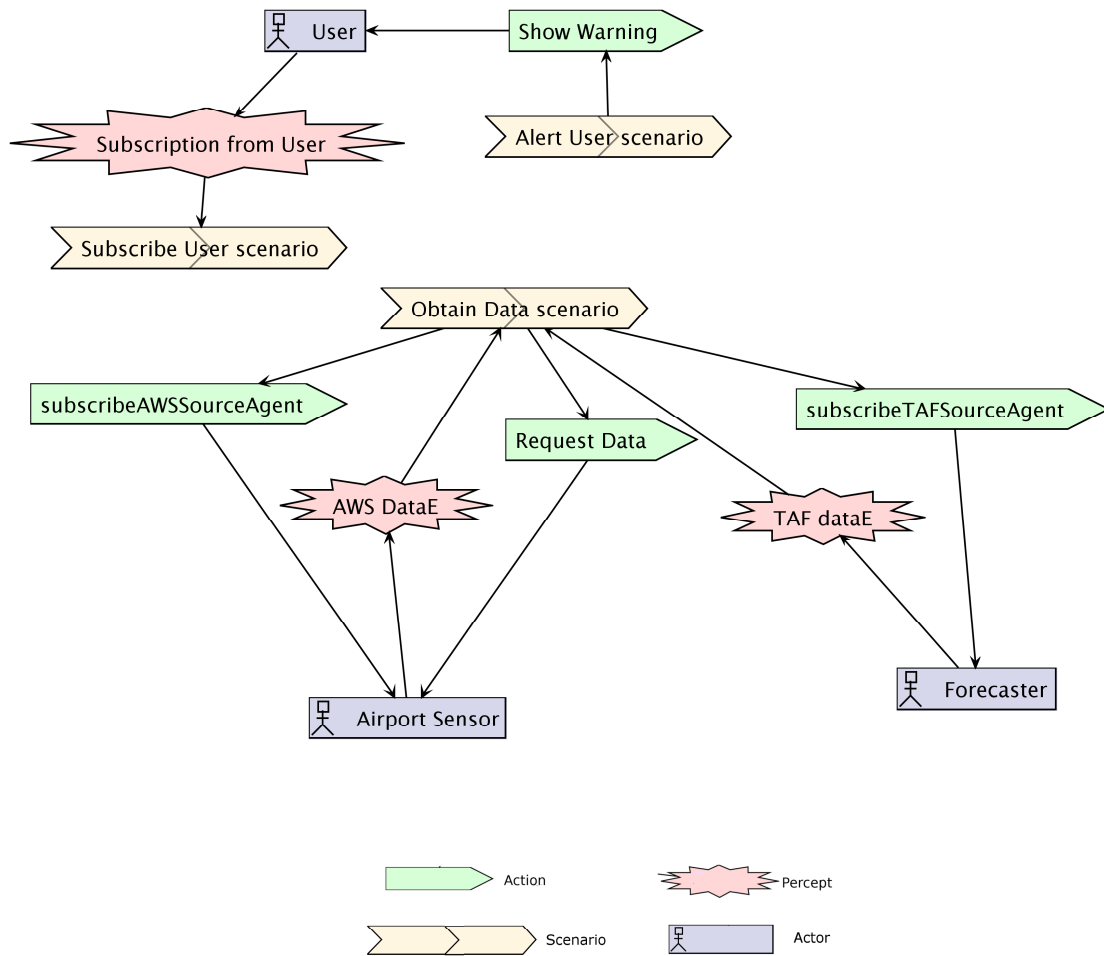 User
Show Warning
Subscription from User
Alert User scenario
Subscribe User scenario
Obtain Data scenario
subscribeAWSSourceAgent
subscribeTAFSourceAgent
Request Data
AWS DataE
TAF dataE
Forecaster
Airport Sensor
Action
Percept
Scenario
Actor